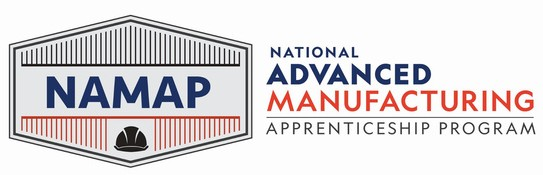 NAMAP
NATIONAL
ADVANCED
MANUFACTURING
APPRENTICESHIP PROGRAM